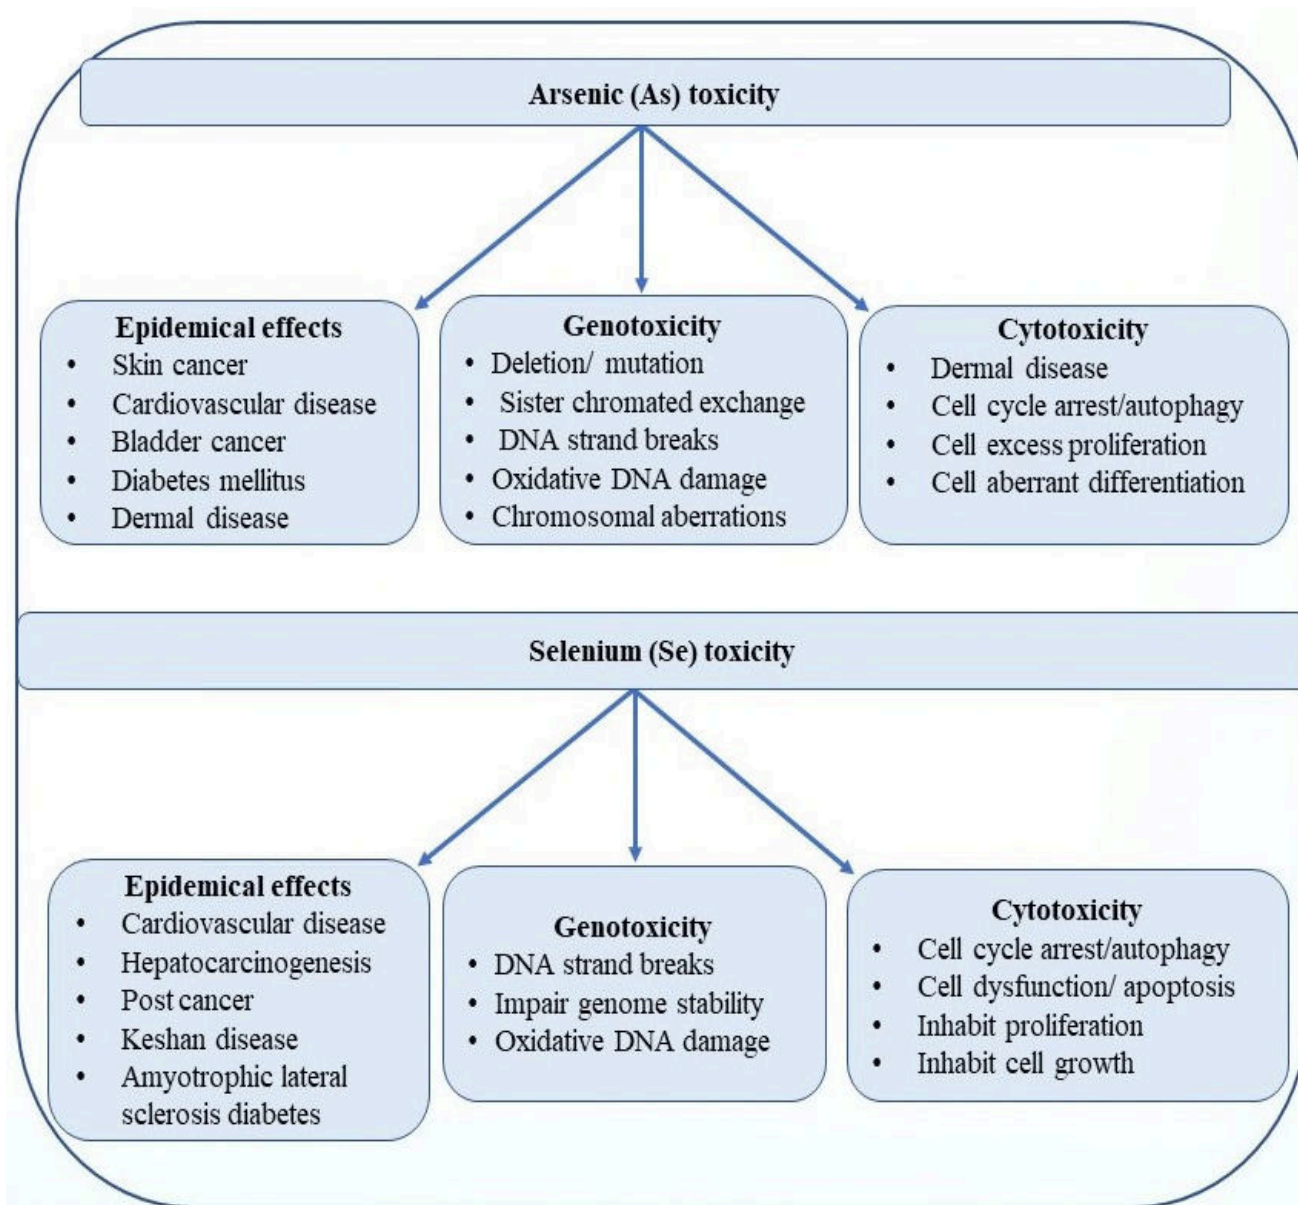 Arsenic (As) toxicity
Epidemical effects
• Skin cancer
• Cardiovascular disease
• Bladder cancer
• Diabetes mellitus
• Dermal disease
Genotoxicity
• Deletion/ mutation
• Sister chromated exchange
• DNA strand breaks
• Oxidative DNA damage
• Chromosomal aberrations
Cytotoxicity
• Dermal disease
• Cell cycle arrest/autophagy
• Cell excess proliferation
• Cell aberrant differentiation
Selenium (Se) toxicity
Epidemical effects
• Cardiovascular disease
• Hepatocarcinogenesis
• Post cancer
• Keshan disease
• Amyotrophic lateral
sclerosis diabetes
Genotoxicity
• DNA strand breaks
• Impair genome stability
• Oxidative DNA damage
Cytotoxicity
• Cell cycle arrest/autophagy
• Cell dysfunction/ apoptosis
• Inhabit proliferation
• Inhabit cell growth